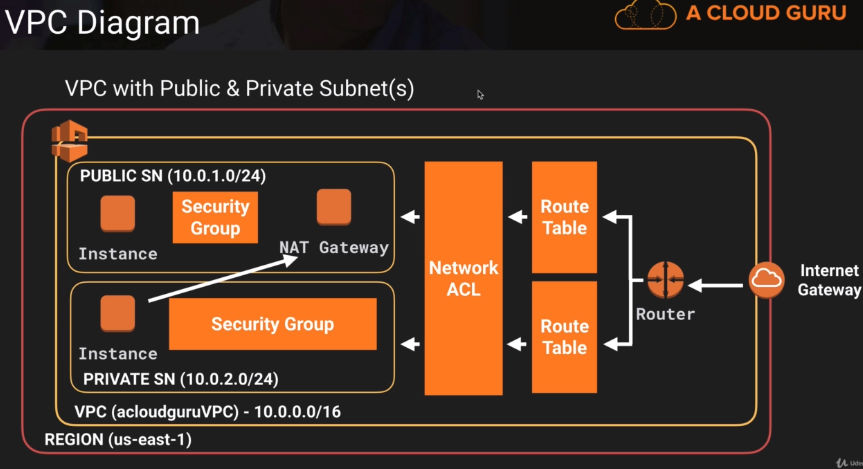 VPC Diagram
A CLOUD GURU
VPC with Public & Private Subnet(s)
PUBLIC SN (10.0.1.0/24)
Instance
Security
Group
NAT Gateway
Instance
Security Group
PRIVATE SN (10.0.2.0/24)
Network
ACL
Route
Table
Route
Table
Router
Internet
Gateway
VPC (acloudguruVPC) - 10.0.0.0/16
REGION (us-east-1)